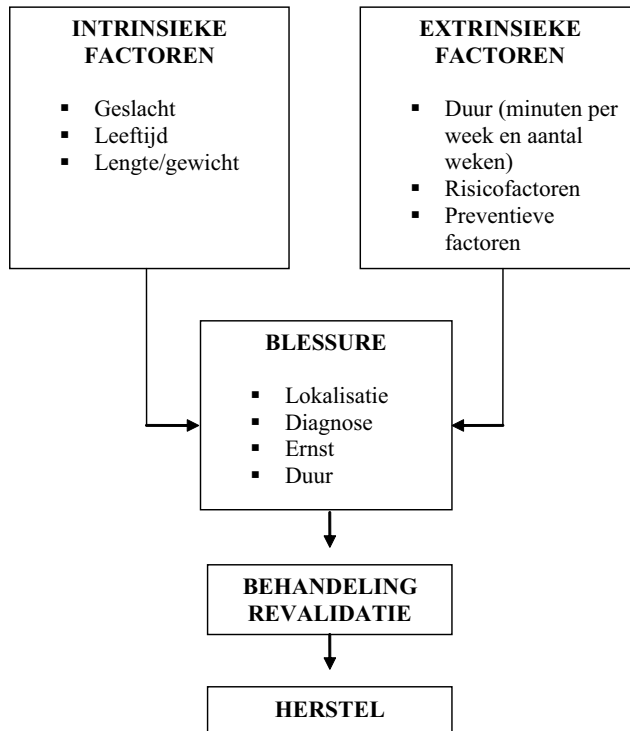 INTRINSIEKE
FACTOREN
▪ Geslacht
▪ Leeftijd
▪ Lengte/gewicht
EXTRINSIEKE
FACTOREN
▪ Duur (minuten per
week en aantal
weken)
▪ Risicofactoren
▪ Preventieve
factoren
BLESSURE
▪ Lokalisatie
▪ Diagnose
▪ Ernst
▪ Duur
BEHANDELING
REVALIDATIE
HERSTEL